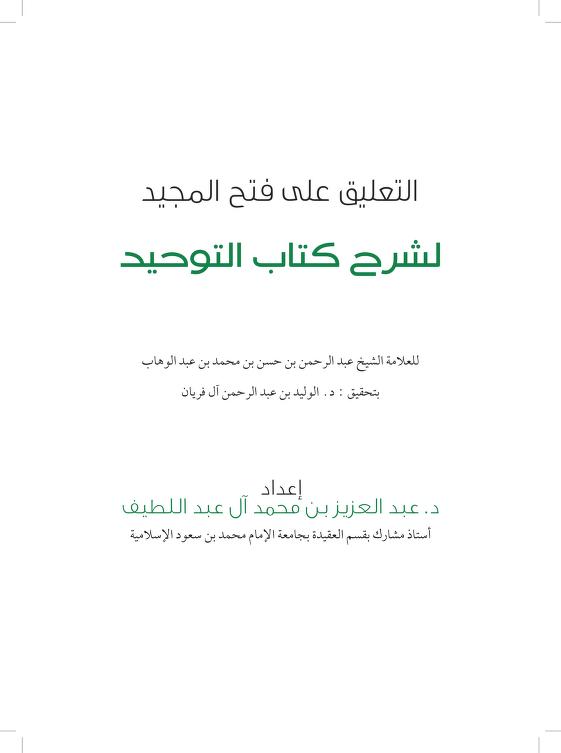 التعليق على فتح المجيد
لشرح كتاب التوحيد
للعلامة الشيخ عبد الرحمن بن حسن بن محمد بن عبد الوهاب
بتحقيق : د. الوليد بن عبد الرحمن آل فريان
إعداد
د. عبد العزيز بن محمد آل عبد اللطيف
أستاذ مشارك بقسم العقيدة بجامعة الإمام محمد بن سعود الإسلامية